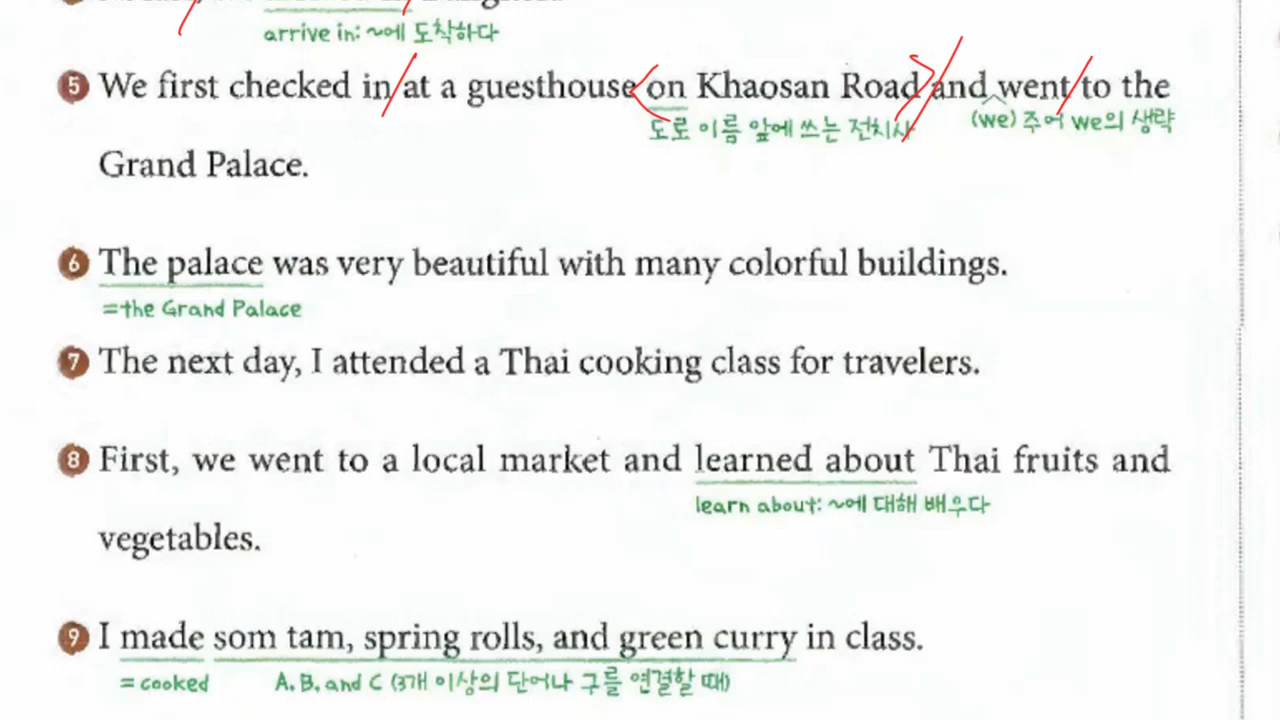 arrive in: ~에 도착하다
5 We first checked in at a guesthouse on Khaosan Road and went to the
도로 이름 앞에 쓰는 전치사 (we) 주어 we의 생략
Grand Palace.
6 The palace was very beautiful with many colorful buildings.
=the Grand Palace
7 The next day, I attended a Thai cooking class for travelers.
8 First, we went to a local market and learned about Thai fruits and
learn about: ~에 대해 배우다
vegetables.
9 I made som tam, spring rolls, and green curry in class.
= cooked A, B, and C (3개 이상의 단어나 구를 연결할 때)